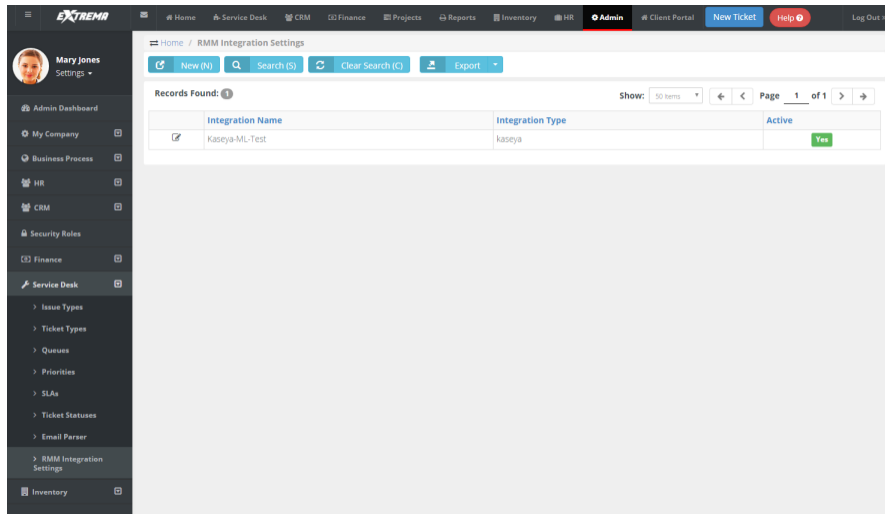 EXTREMA
Home Service Desk CRM Finance Projects Reports Inventory HR Admin Client Portal New Ticket Help Log Out
Mary Jones
Settings
Admin Dashboard
My Company
Business Process
HR
CRM
Security Roles
Finance
Service Desk
Issue Types
Ticket Types
Queues
Priorities
SLAs
Ticket Statuses
Email Parser
RMM Integration
Settings
Inventory
Home / RMM Integration Settings
New (N) Search (S) Clear Search (C) Export
Records Found: 1 Show: 50 items Page 1 of 1
Integration Name Integration Type Active
Kaseya-ML-Test kaseya Yes